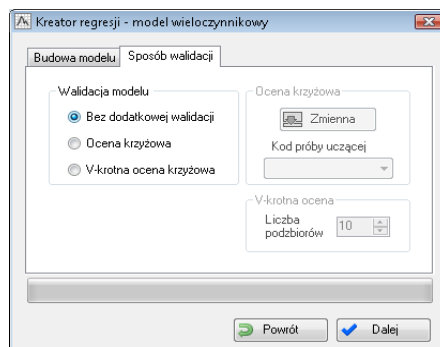 Kreator regresji - model wieloczynnikowy
Budowa modelu
Sposób walidacji
Walidacja modelu
Bez dodatkowej walidacji
Ocena krzyżowa
V-krotna ocena krzyżowa
Ocena krzyżowa
Zmienna
Kod próby uczącej
V-krotna ocena
Liczba
podzbiorów
10
Powrót
Dalej